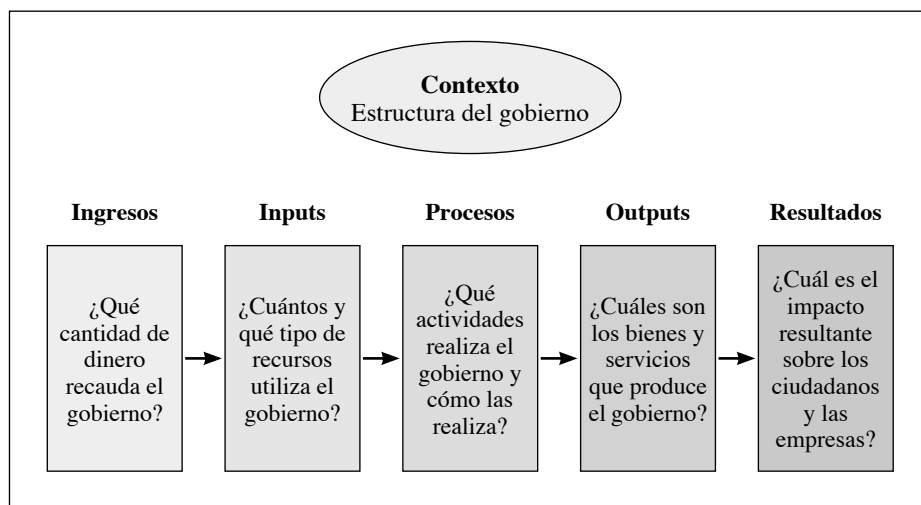 Contexto
Estructura del gobierno
Ingresos
Inputs
Procesos
Outputs
Resultados
¿Qué
cantidad de
dinero
recauda el
gobierno?
¿Cuántos y
qué tipo de
recursos
utiliza el
gobierno?
¿Qué
actividades
realiza el
gobierno y
cómo las
realiza?
¿Cuáles son
los bienes y
servicios
que produce
el gobierno?
¿Cuál es el
impacto
resultante
sobre los
ciudadanos
y las
empresas?